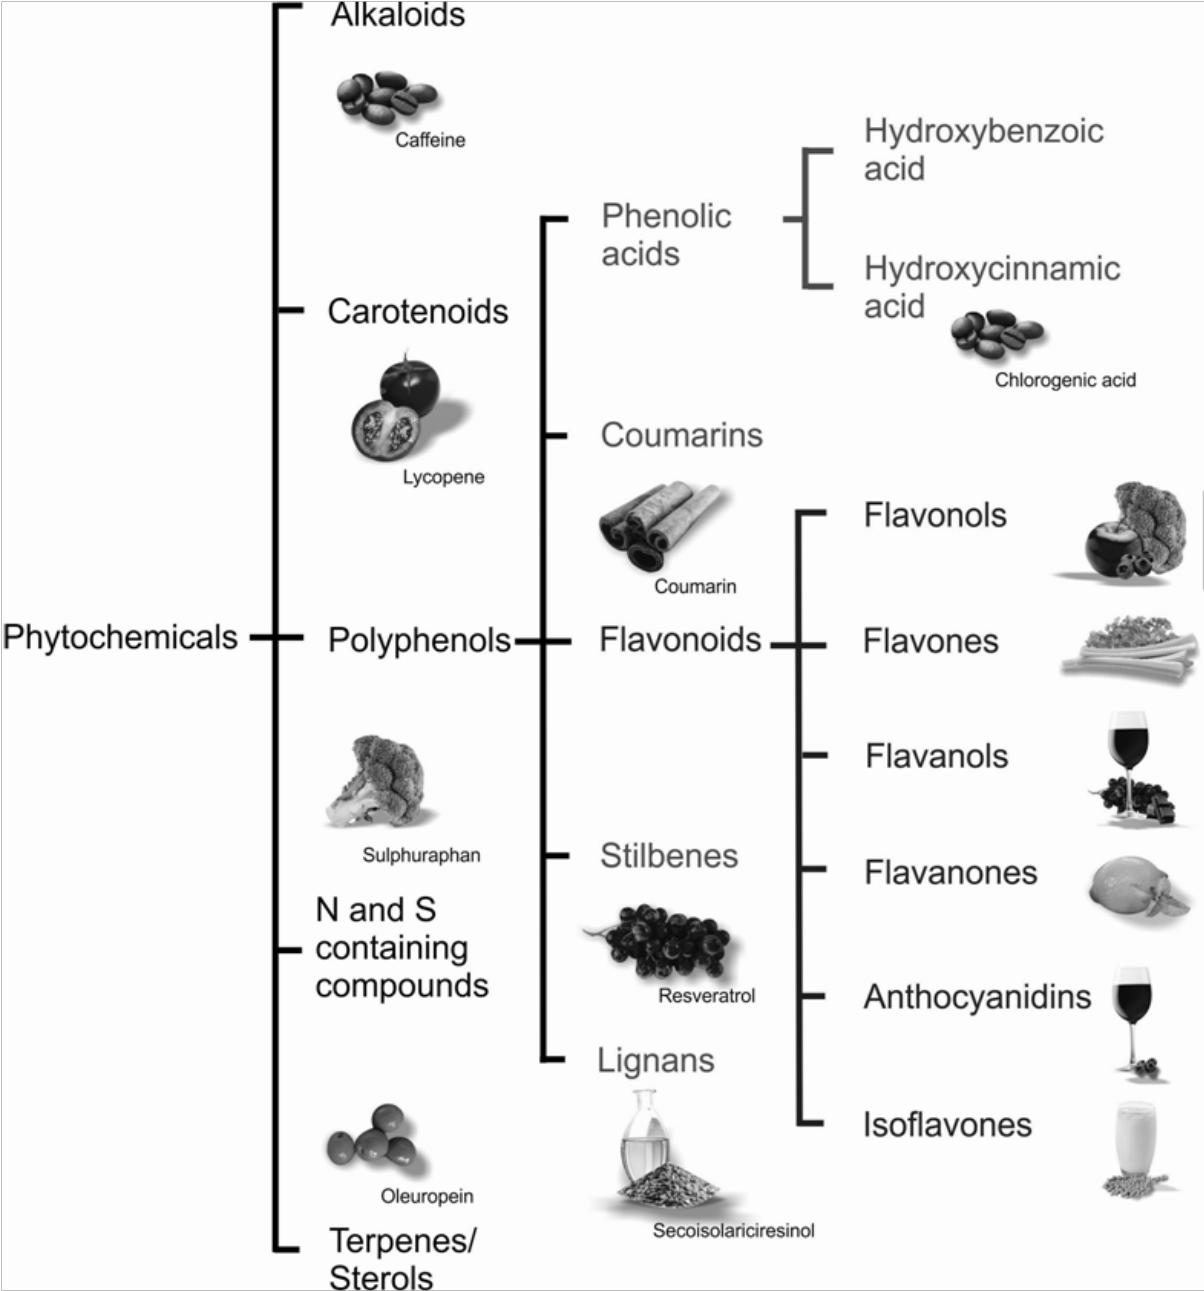 Alkaloids
Caffeine
Carotenoids
Lycopene
Phytochemicals
Polyphenols
Sulphuraphan
N and S
containing
compounds
Oleuropein
Terpenes/
Sterols
Phenolic
acids
Coumarins
Coumarin
Flavonoids
Stilbenes
Resveratrol
Lignans
Secoisolariciresinol
Hydroxybenzoic
acid
Hydroxycinnamic
acid
Chlorogenic acid
Flavonols
Flavones
Flavanols
Flavanones
Anthocyanidins
Isoflavones